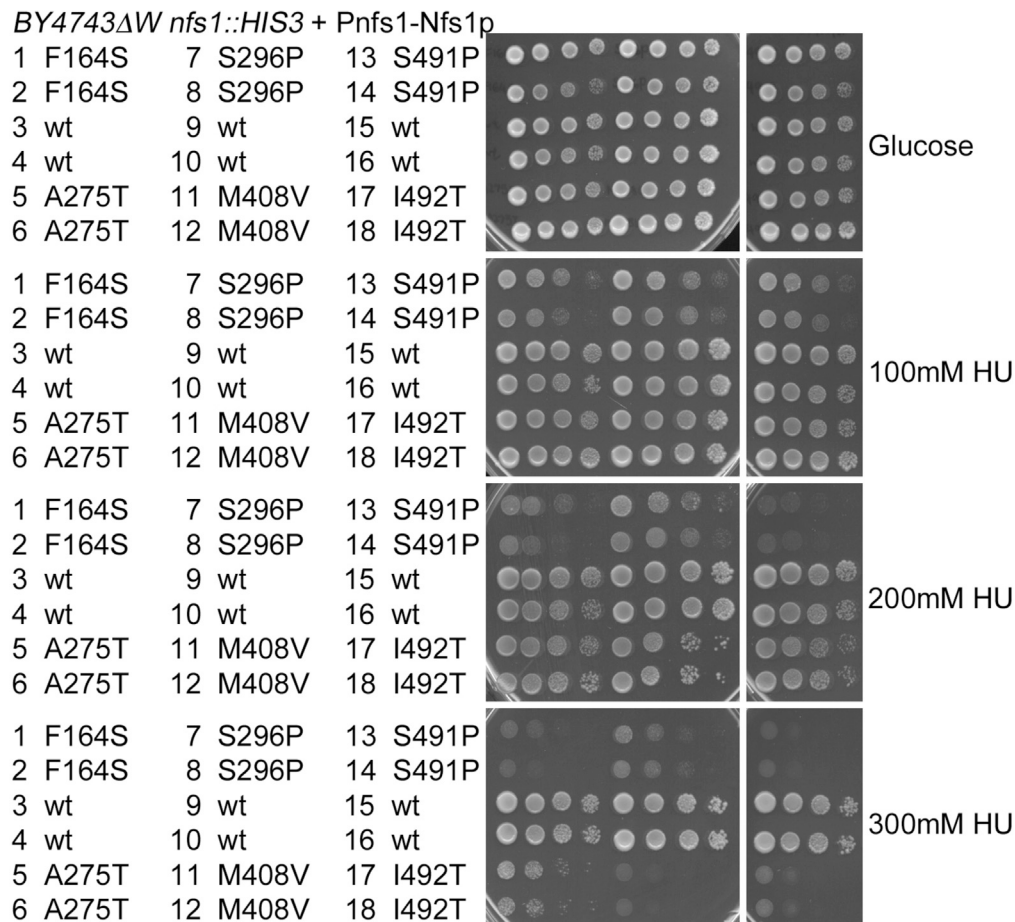 BY4743ΔW nfs1::HIS3 + Pnfs1-Nfs1p
1 F164S 7 S296P 13 S491P
2 F164S 8 S296P 14 S491P
3 wt 9 wt 15 wt
4 wt 10 wt 16 wt
5 A275T 11 M408V 17 I492T
6 A275T 12 M408V 18 I492T
Glucose
1 F164S 7 S296P 13 S491P
2 F164S 8 S296P 14 S491P
3 wt 9 wt 15 wt
4 wt 10 wt 16 wt
5 A275T 11 M408V 17 I492T
6 A275T 12 M408V 18 I492T
100mM HU
1 F164S 7 S296P 13 S491P
2 F164S 8 S296P 14 S491P
3 wt 9 wt 15 wt
4 wt 10 wt 16 wt
5 A275T 11 M408V 17 I492T
6 A275T 12 M408V 18 I492T
200mM HU
1 F164S 7 S296P 13 S491P
2 F164S 8 S296P 14 S491P
3 wt 9 wt 15 wt
4 wt 10 wt 16 wt
5 A275T 11 M408V 17 I492T
6 A275T 12 M408V 18 I492T
300mM HU